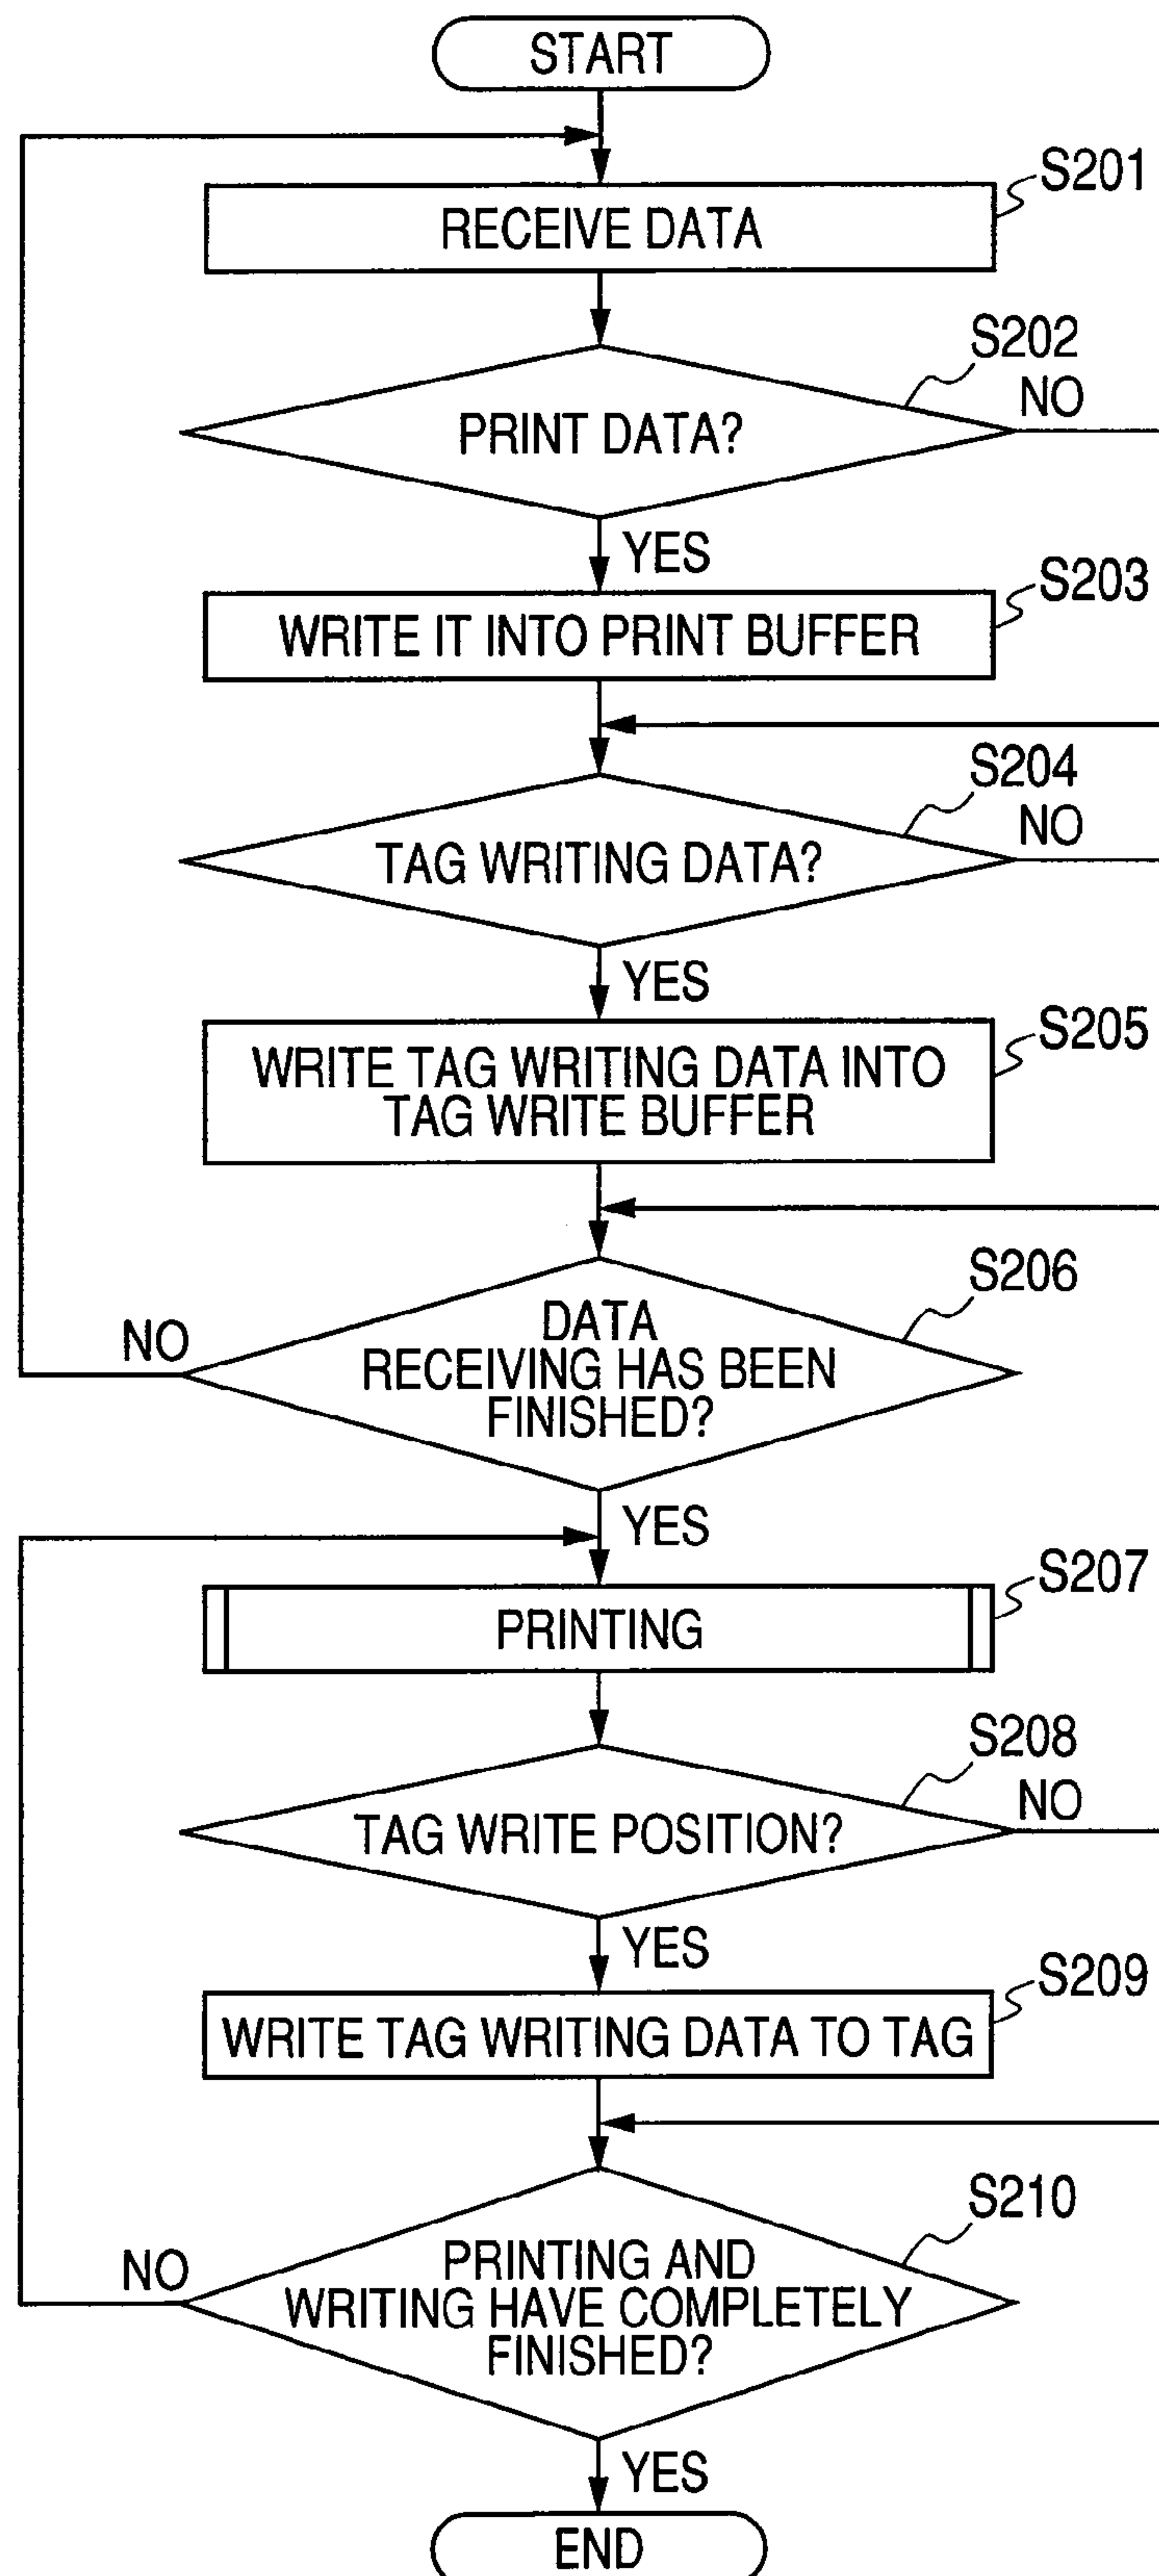 START
S201
RECEIVE DATA
S202
NO
PRINT DATA?
YES
S203
WRITE IT INTO PRINT BUFFER
S204
NO
TAG WRITING DATA?
YES
S205
WRITE TAG WRITING DATA INTO
TAG WRITE BUFFER
S206
NO
DATA
RECEIVING HAS BEEN
FINISHED?
YES
S207
PRINTING
S208
NO
TAG WRITE POSITION?
YES
S209
WRITE TAG WRITING DATA TO TAG
S210
NO
PRINTING AND
WRITING HAVE COMPLETELY
FINISHED?
YES
END